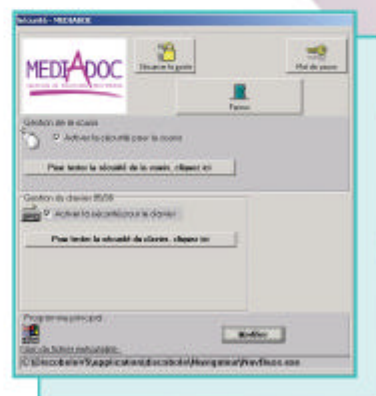 Sécurité - MEDIADOC
MEDIADOC
Sécuriser le poste
Mot de passe
Fermer
Gestion de la souris
Activer la sécurité pour la souris
Pour tester la sécurité de la souris, cliquez ici
Gestion du clavier 95/98
Activer la sécurité pour le clavier
Pour tester la sécurité du clavier, cliquez ici
Programme principal
Modifier